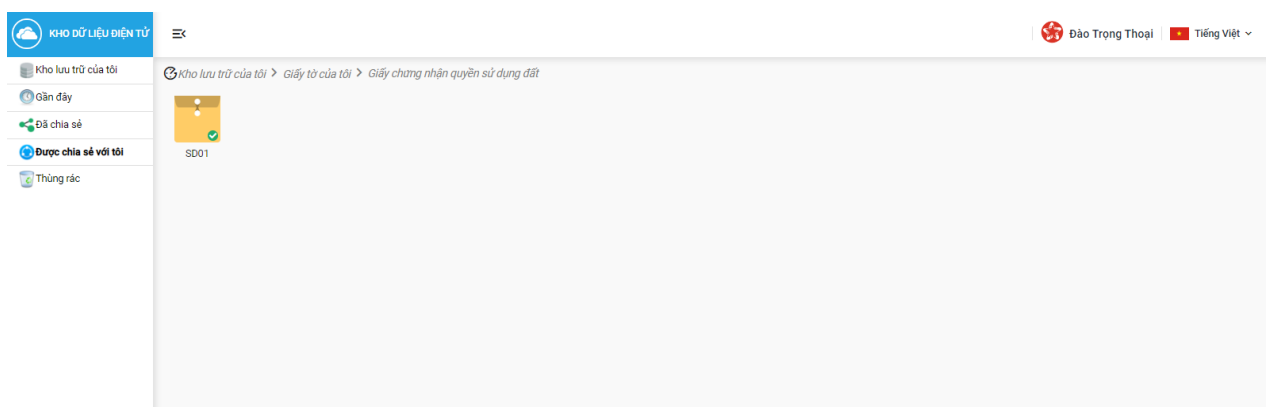 KHO DỮ LIỆU ĐIỆN TỬ
Đào Trọng Thoại
Tiếng Việt
Kho lưu trữ của tôi
Gần đây
Đã chia sẻ
Được chia sẻ với tôi
Thùng rác
Kho lưu trữ của tôi > Giấy tờ của tôi > Giấy chưng nhận quyền sử dụng đất
SD01